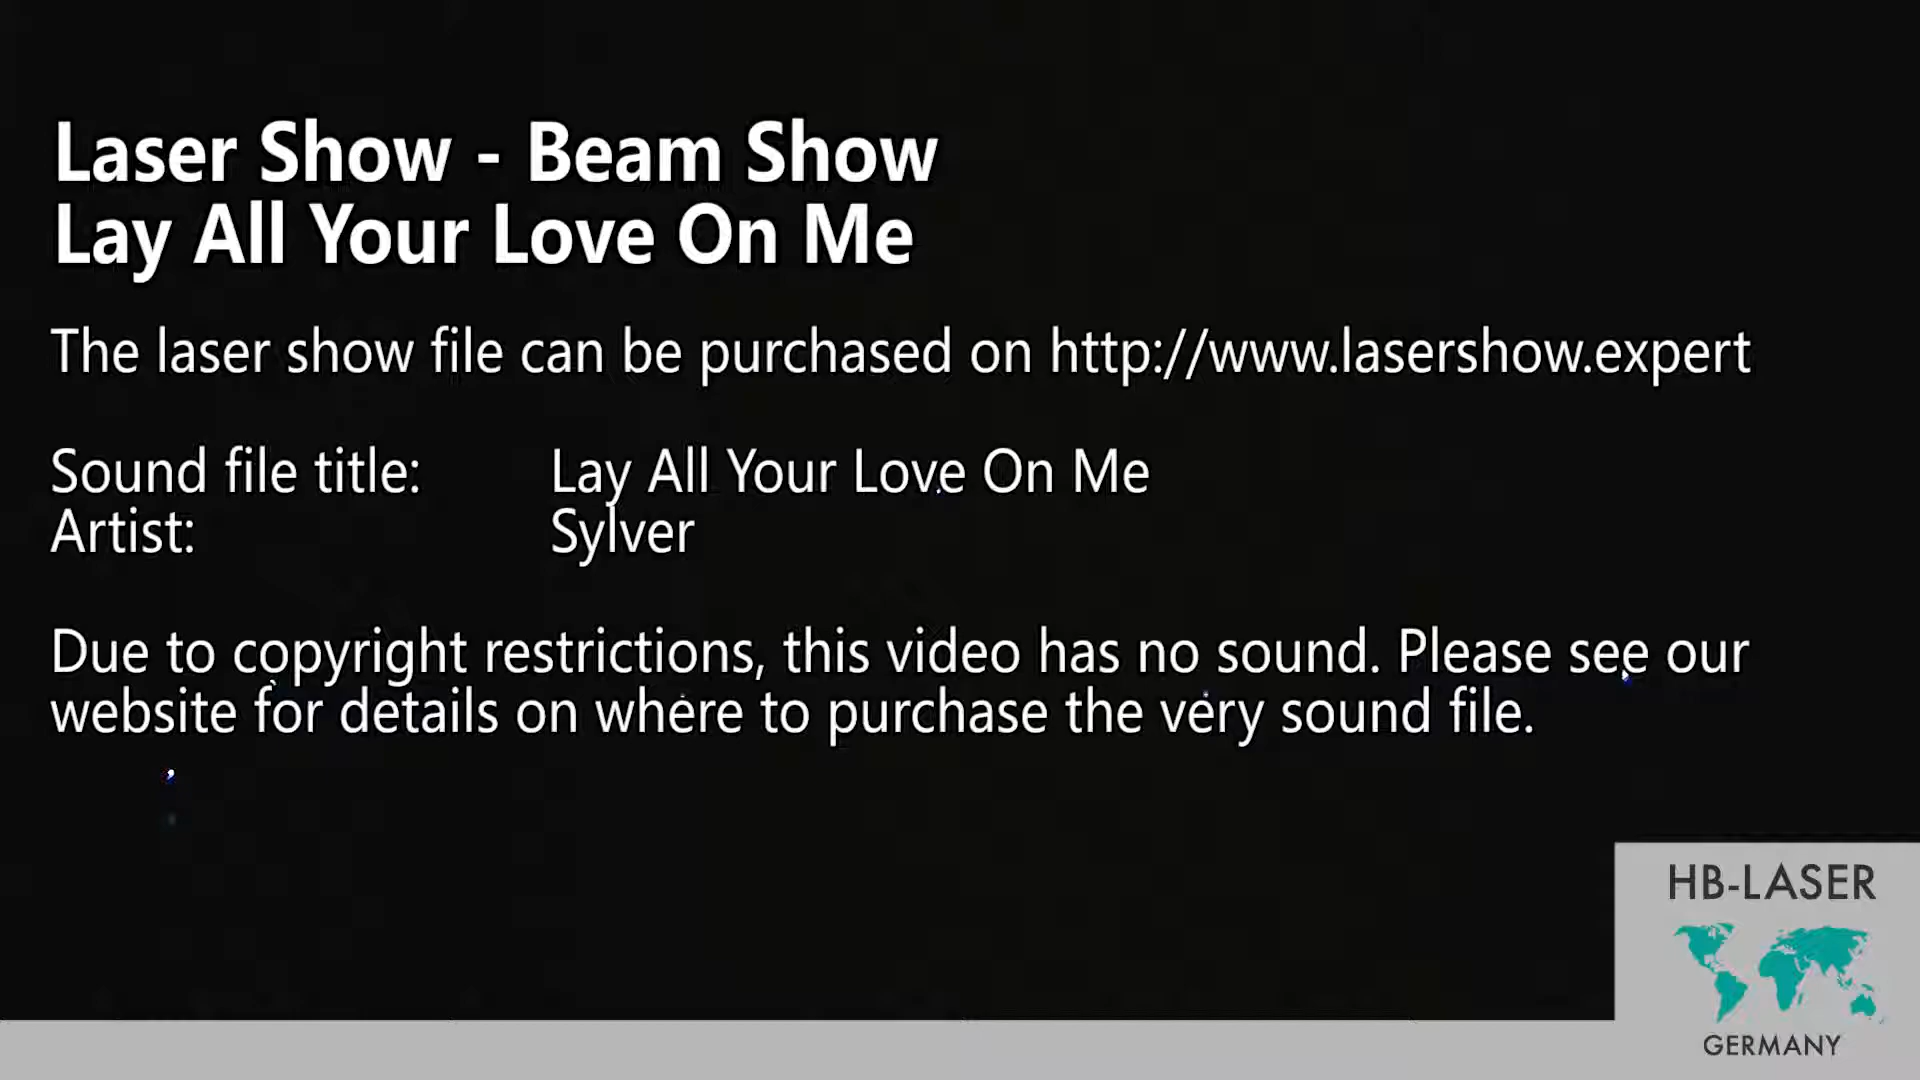 Laser Show - Beam Show
Lay All Your Love On Me
The laser show file can be purchased on http://www.lasershow.expert
Sound file title: Lay All Your Love On Me
Artist: Sylver
Due to copyright restrictions, this video has no sound. Please see our
website for details on where to purchase the very sound file.
HB-LASER
GERMANY